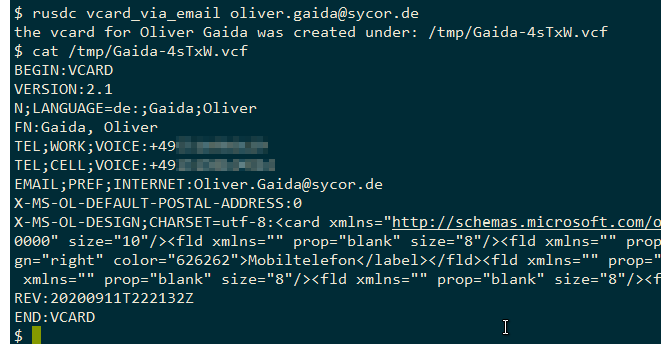 $ rusdc vcard_via_email oliver.gaida@sycor.de
the vcard for Oliver Gaida was created under: /tmp/Gaida-4sTxW.vcf
$ cat /tmp/Gaida-4sTxW.vcf
BEGIN:VCARD
VERSION:2.1
N;LANGUAGE=de:;Gaida;Oliver
FN:Gaida, Oliver
TEL;WORK;VOICE:+49
TEL;CELL;VOICE:+49
EMAIL;PREF;INTERNET:Oliver.Gaida@sycor.de
X-MS-OL-DEFAULT-POSTAL-ADDRESS:0
X-MS-OL-DESIGN;CHARSET=utf-8:<card xmlns="http://schemas.microsoft.com/o
0000" size="10"/><fld xmlns="" prop="blank" size="8"/><fld xmlns="" prop=
gn="right" color="626262">Mobiltelefon</label></fld><fld xmlns="" prop="
 xmlns="" prop="blank" size="8"/><fld xmlns="" prop="blank" size="8"/><f
REV:20200911T222132Z
END:VCARD
$